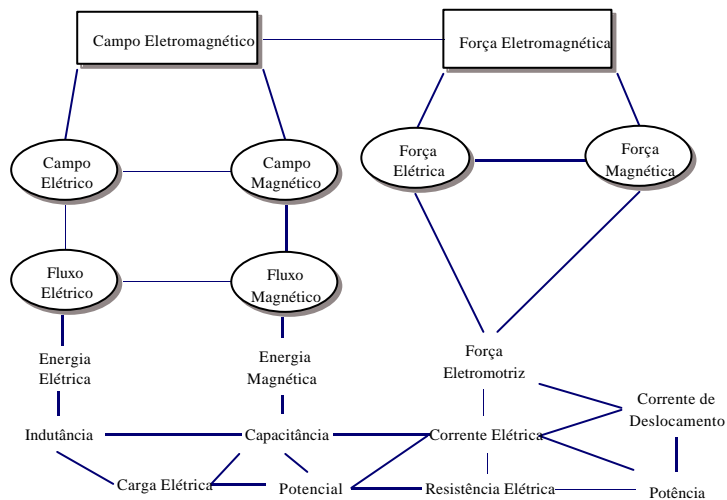 Campo Eletromagnético
Força Eletromagnética
Campo
Elétrico
Campo
Magnético
Força
Elétrica
Força
Magnética
Fluxo
Elétrico
Fluxo
Magnético
Energia
Elétrica
Energia
Magnética
Força
Eletromotriz
Corrente de
Deslocamento
Indutância
Capacitância
Corrente Elétrica
Carga Elétrica
Potencial
Resistência Elétrica
Potência